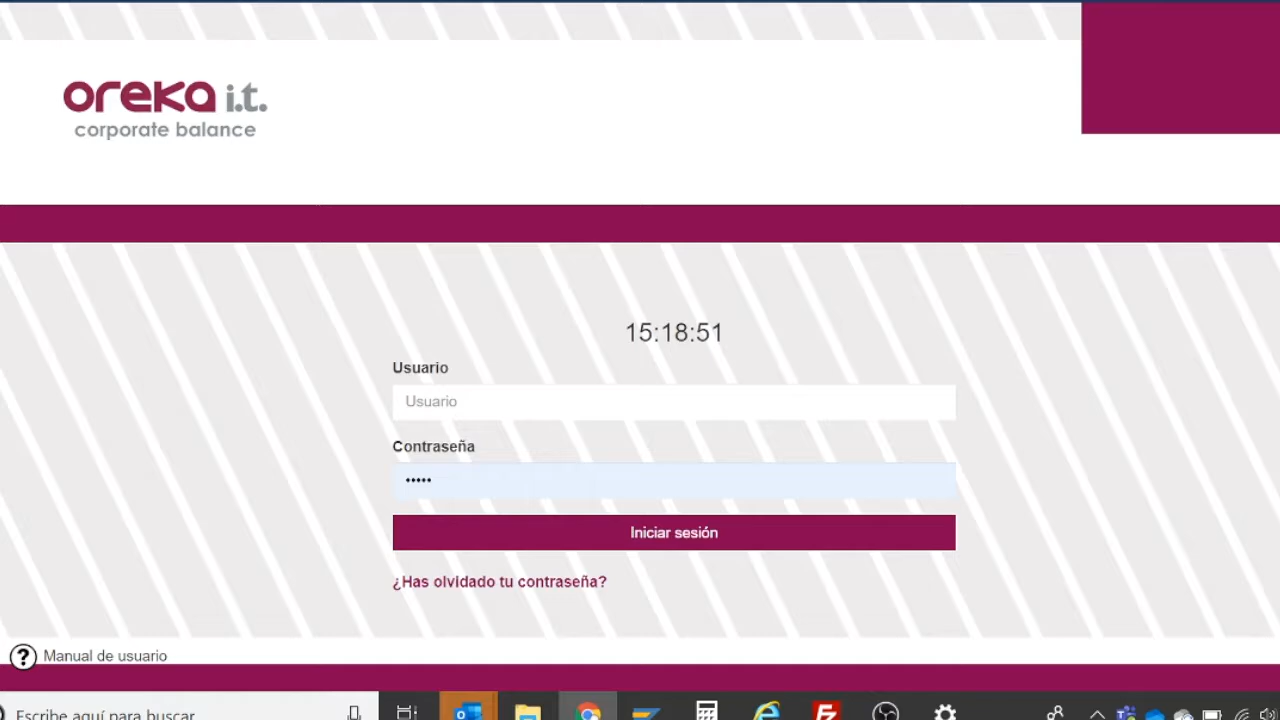 oreka i.t.
corporate balance
15:18:51
Usuario
Usuario
Contraseña
•••••
Iniciar sesión
¿Has olvidado tu contraseña?
? Manual de usuario
Escribe aquí para buscar